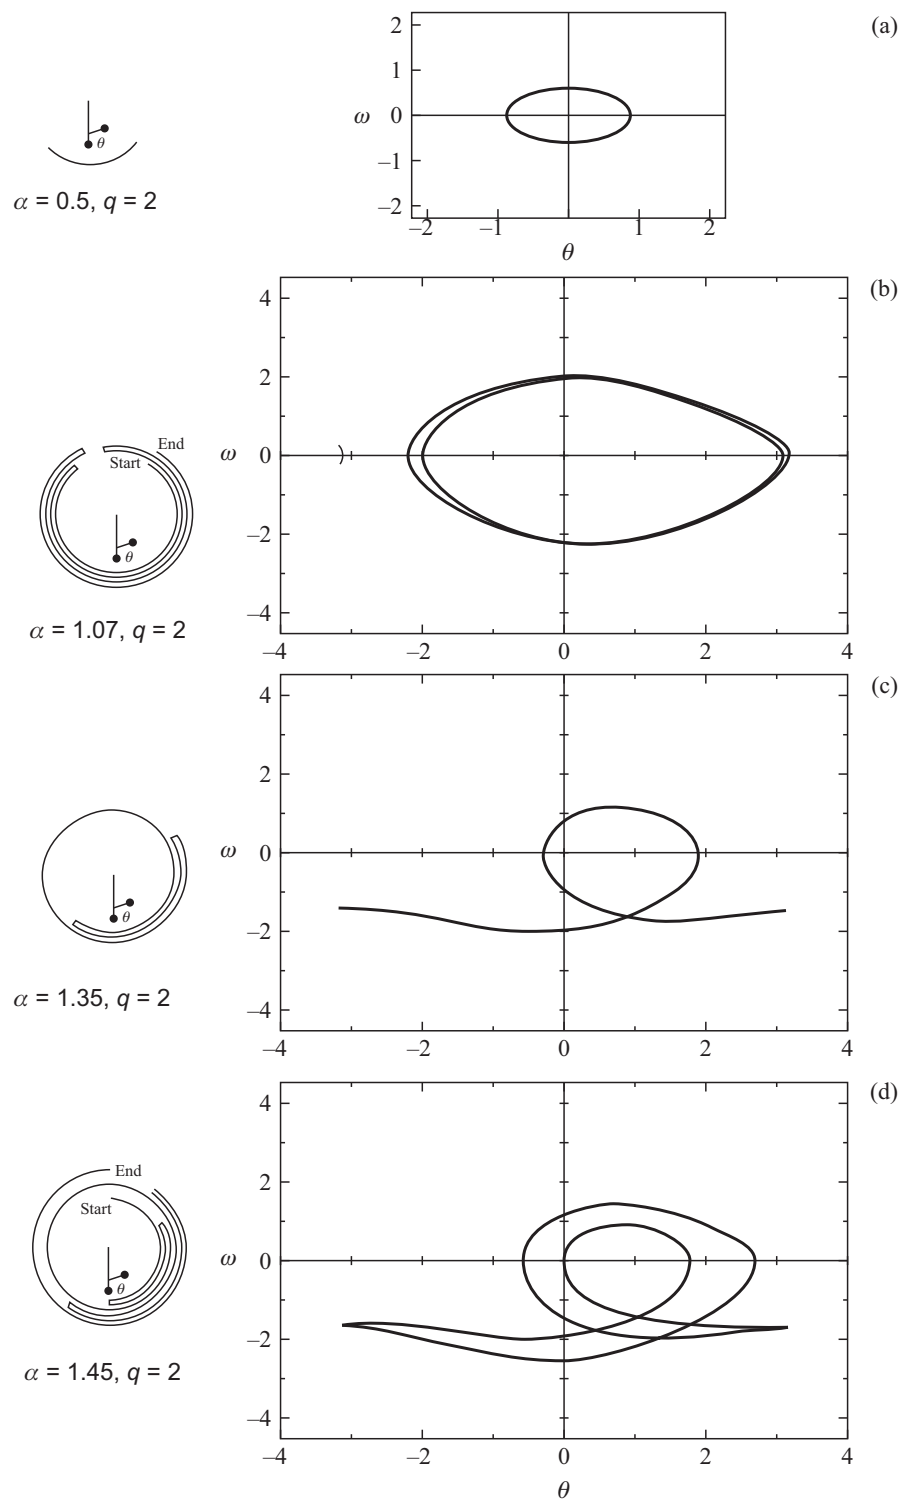 (a)
2
1
ω 0
–1
–2
–2 –1 1 2
θ
θ
α = 0.5, q = 2
(b)
4
2
ω 0
–2
–4
–4 –2 0 2 4
End
Start
θ
α = 1.07, q = 2
(c)
4
2
ω 0
–2
–4
–4 –2 0 2 4
θ
α = 1.35, q = 2
(d)
4
2
ω 0
–2
–4
–4 –2 0 2 4
θ
End
Start
θ
α = 1.45, q = 2